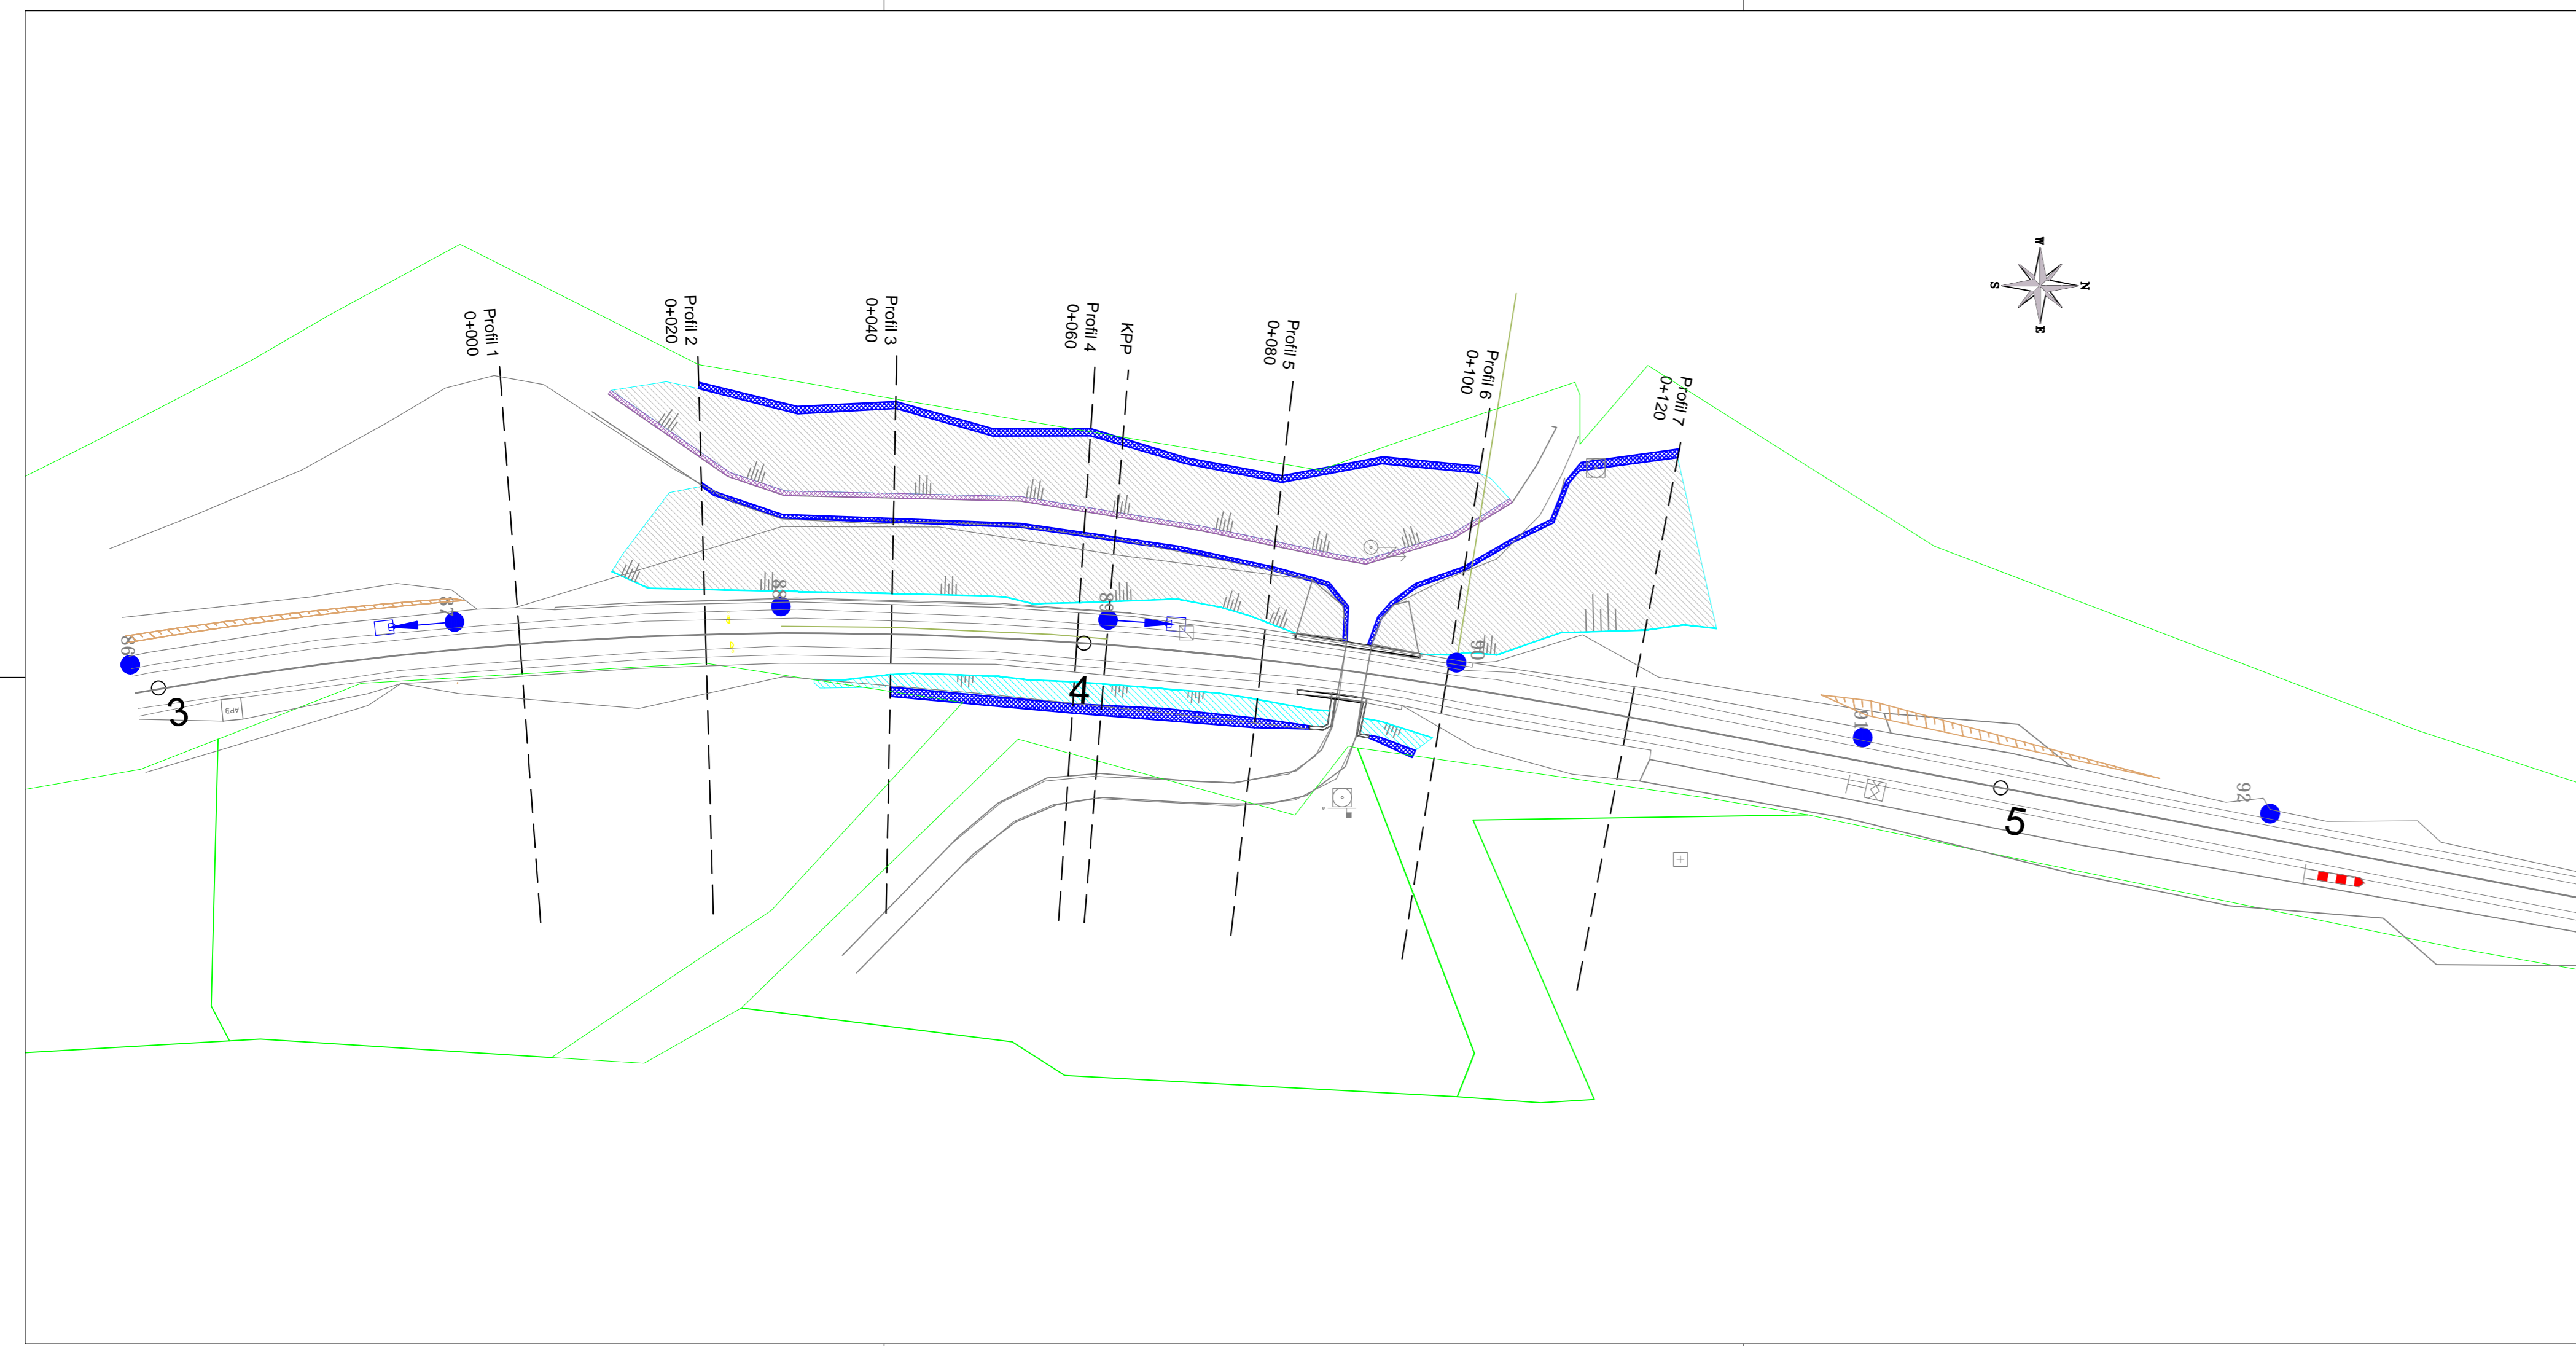 W
S
N
E
Profil 1
0+000
Profil 2
0+020
Profil 3
0+040
Profil 4
0+060
KPP
Profil 5
0+080
Profil 6
0+100
Profil 7
0+120
86
87
88
89
90
91
92
3
4
5
APB